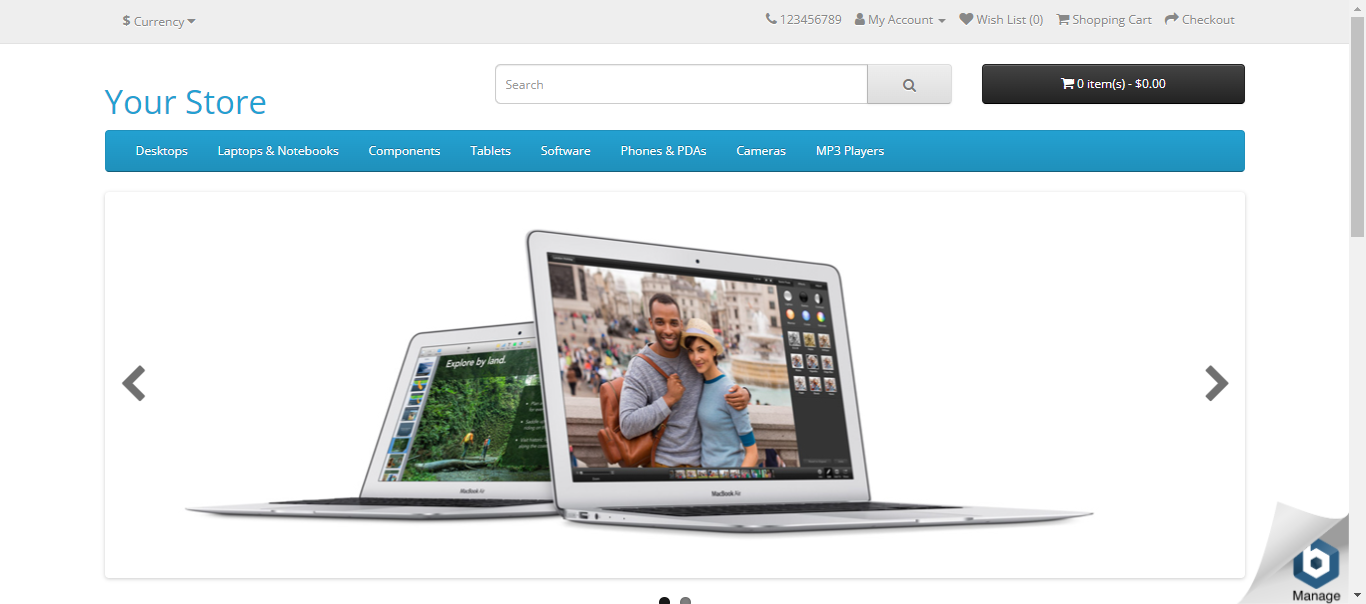 $ Currency
123456789 My Account Wish List (0) Shopping Cart Checkout
Search
0 item(s) - $0.00
Your Store
Desktops Laptops & Notebooks Components Tablets Software Phones & PDAs Cameras MP3 Players
Explore by land.
MacBook Air
MacBook Air
Manage